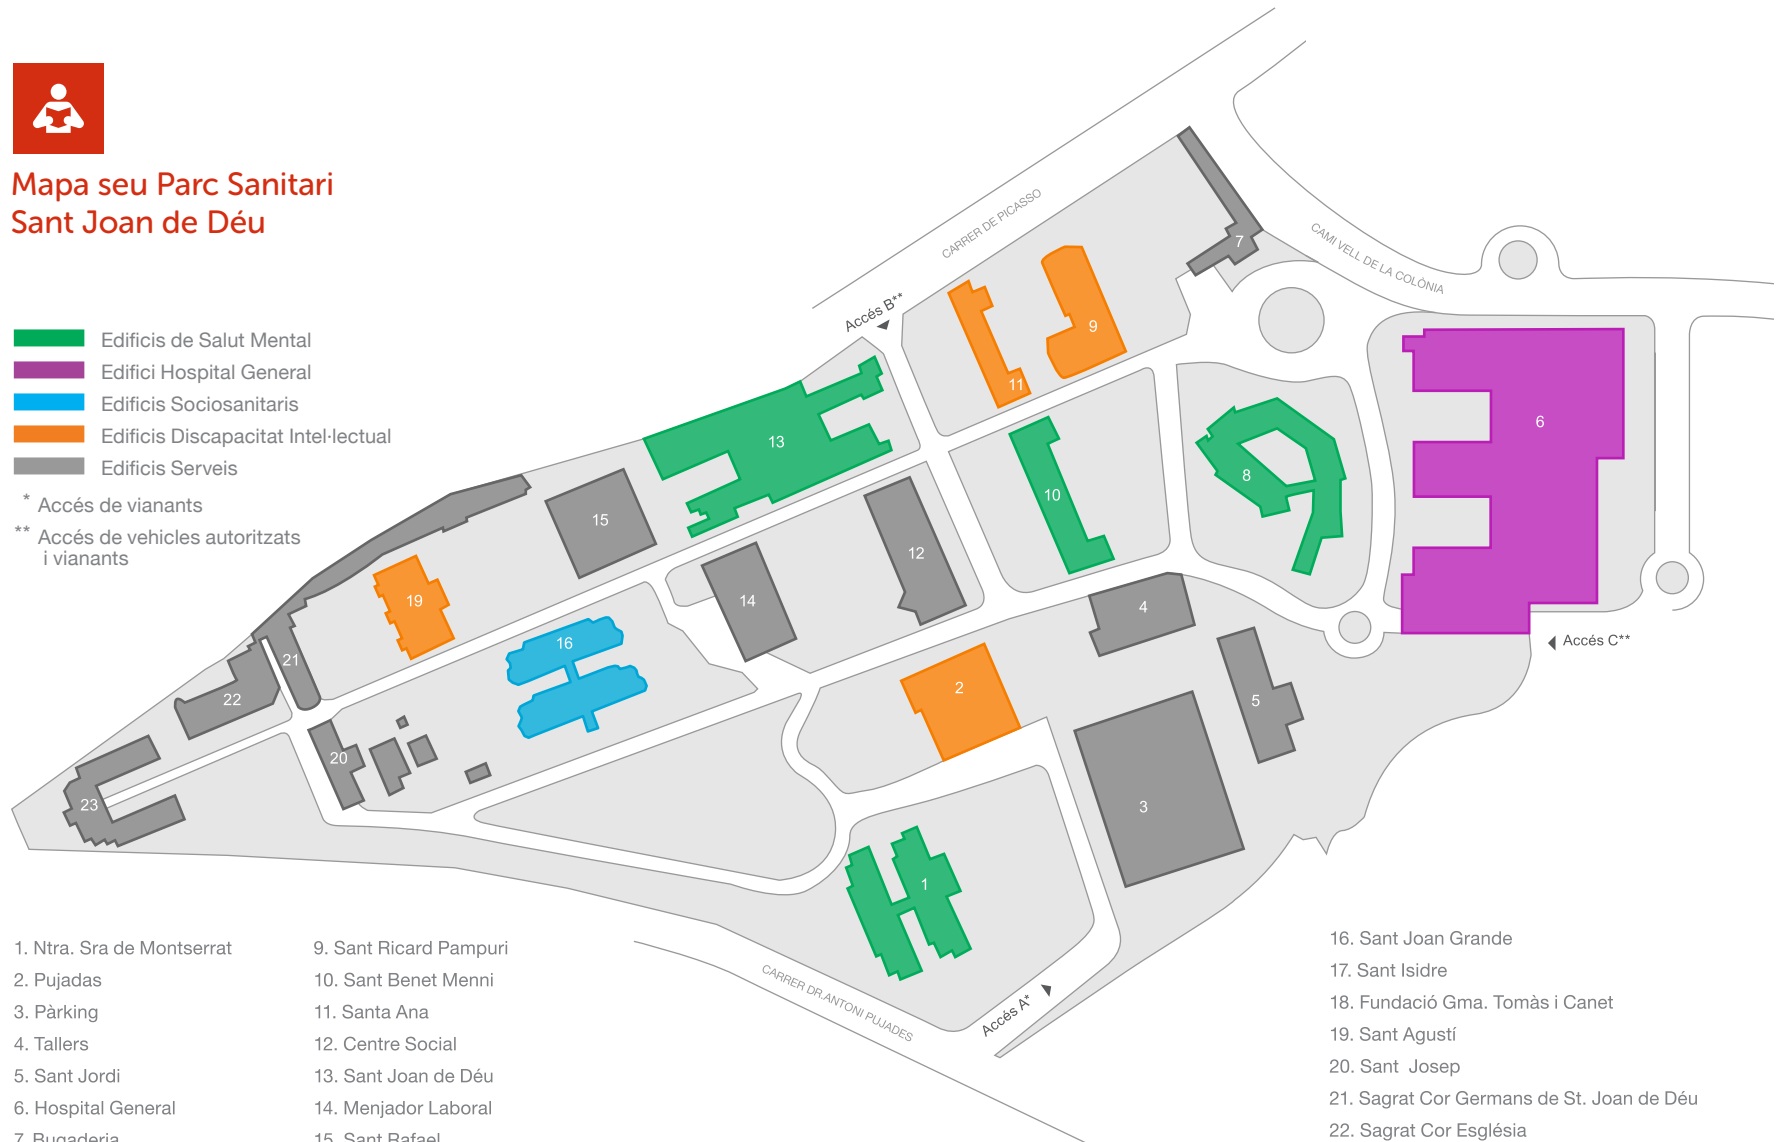 Mapa seu Parc Sanitari
Sant Joan de Déu
Edificis de Salut Mental
Edifici Hospital General
Edificis Sociosanitaris
Edificis Discapacitat Intel·lectual
Edificis Serveis
* Accés de vianants
** Accés de vehicles autoritzats
i vianants
CARRER DE PICASSO
CAMI VELL DE LA COLÒNIA
Accés B**
7
9
11
6
13
8
10
15
12
14
19
4
16
21
Accés C**
2
22
5
20
23
3
1
CARRER DR.ANTONI PUJADES
Accés A*
1. Ntra. Sra de Montserrat
2. Pujadas
3. Pàrking
4. Tallers
5. Sant Jordi
6. Hospital General
7. Bugaderia
9. Sant Ricard Pampuri
10. Sant Benet Menni
11. Santa Ana
12. Centre Social
13. Sant Joan de Déu
14. Menjador Laboral
15. Sant Rafael
16. Sant Joan Grande
17. Sant Isidre
18. Fundació Gma. Tomàs i Canet
19. Sant Agustí
20. Sant Josep
21. Sagrat Cor Germans de St. Joan de Déu
22. Sagrat Cor Església